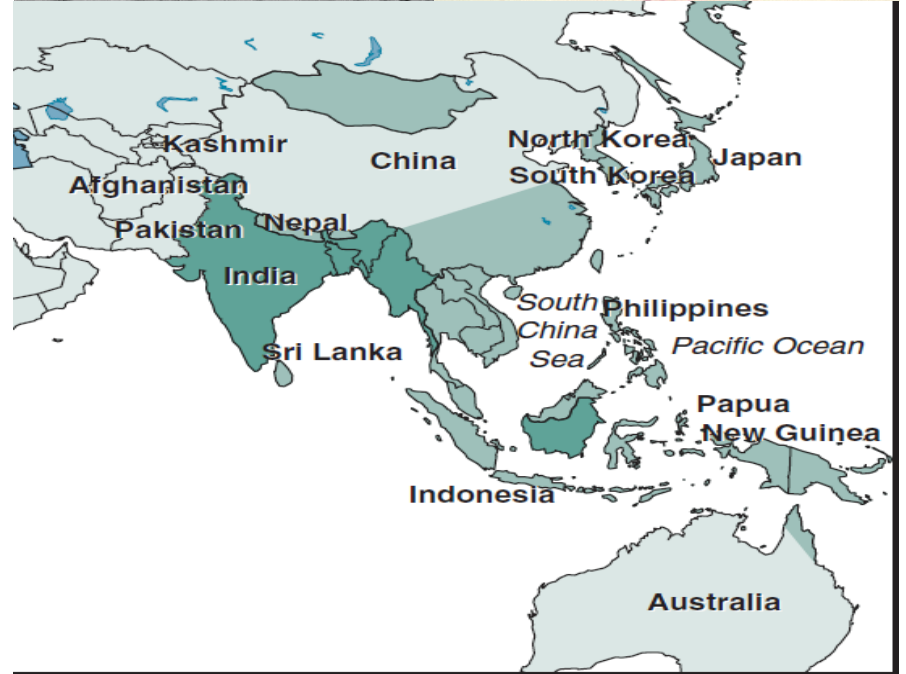 Kashmir
North Korea
China
Japan
South Korea
Afghanistan
Nepal
Pakistan
India
South
China
Sea
Philippines
Pacific Ocean
Sri Lanka
Papua
New Guinea
Indonesia
Australia